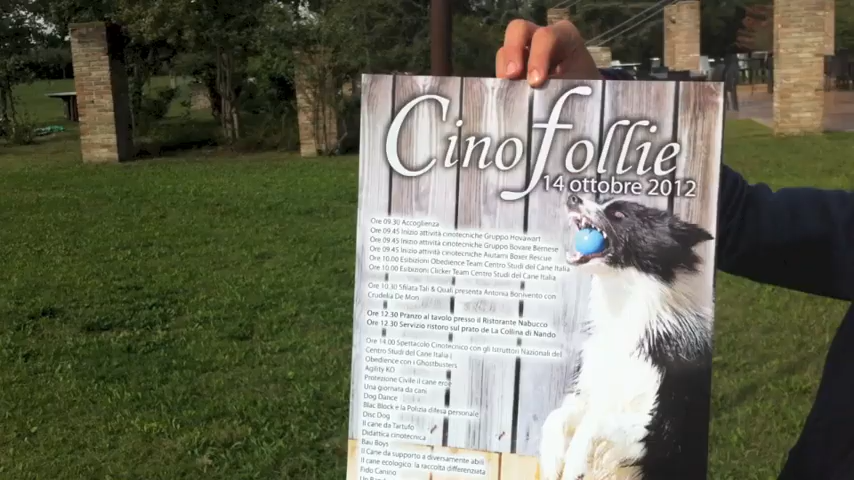 Cinofollie
14 ottobre 2012
Ore 09.30 Accoglienza
Ore 09.45 Inizio attività cinotecniche Gruppo Hovawart
Ore 09.45 Inizio attività cinotecniche Gruppo Bovare Bernese
Ore 09.45 Inizio attività cinotecniche Aiutami Boxer Rescue
Ore 10.00 Esibizioni Obedience Team Centro Studi del Cane Italia
Ore 10.00 Esibizioni Clicker Team Centro Studi del Cane Italia
Ore 10.30 Sfilata Tali & Quali presenta Antonia Bonivento con
Crudelia De Mon
Ore 12.30 Pranzo al tavolo presso il Ristorante Nabucco
Ore 12.30 Servizio ristoro sul prato de La Collina di Nando
Ore 14.00 Spettacolo Cinotecnico con gli Istruttori Nazionali del
Centro Studi del Cane Italia (
Obedience con i Ghostbusters
Agility KO
Protezione Civile il cane eroe
Una giornata da cani
Dog Dance
Blac Block e la Polizia difesa personale
Disc Dog
Il cane da Tartufo
Didattica cinotecnica
Bau Boys
Il Cane da supporto a diversamente abili
Il cane ecologico: la raccolta differenziata
Fido Canino